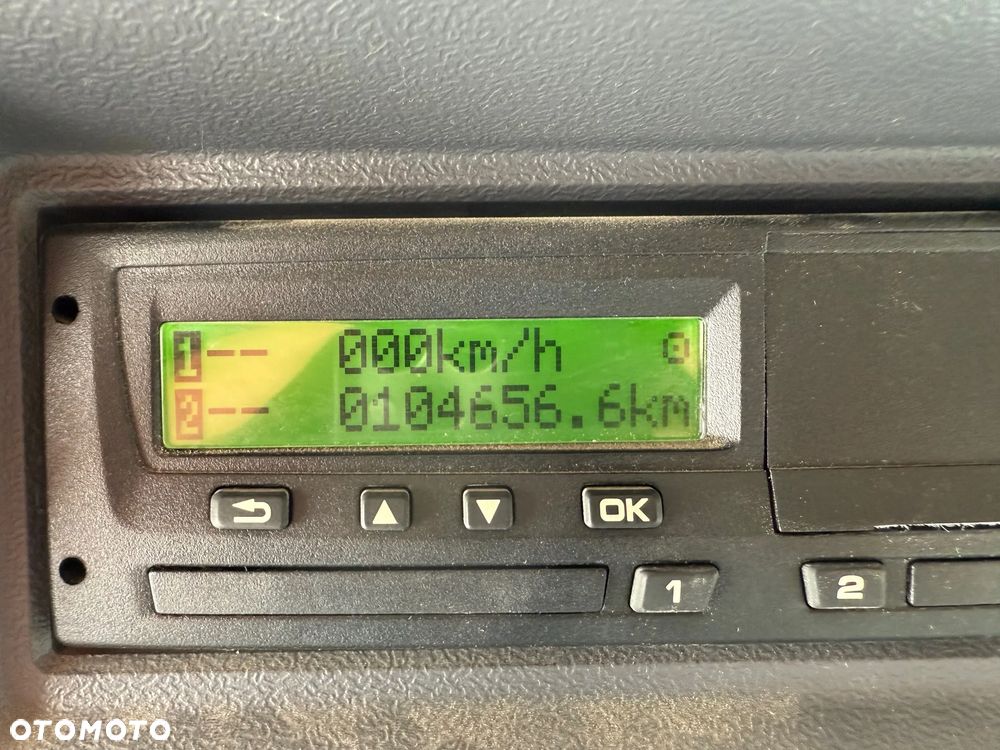 1-- 000km/h
2-- 0104656.6km
OK
1
2
OTOMOTO